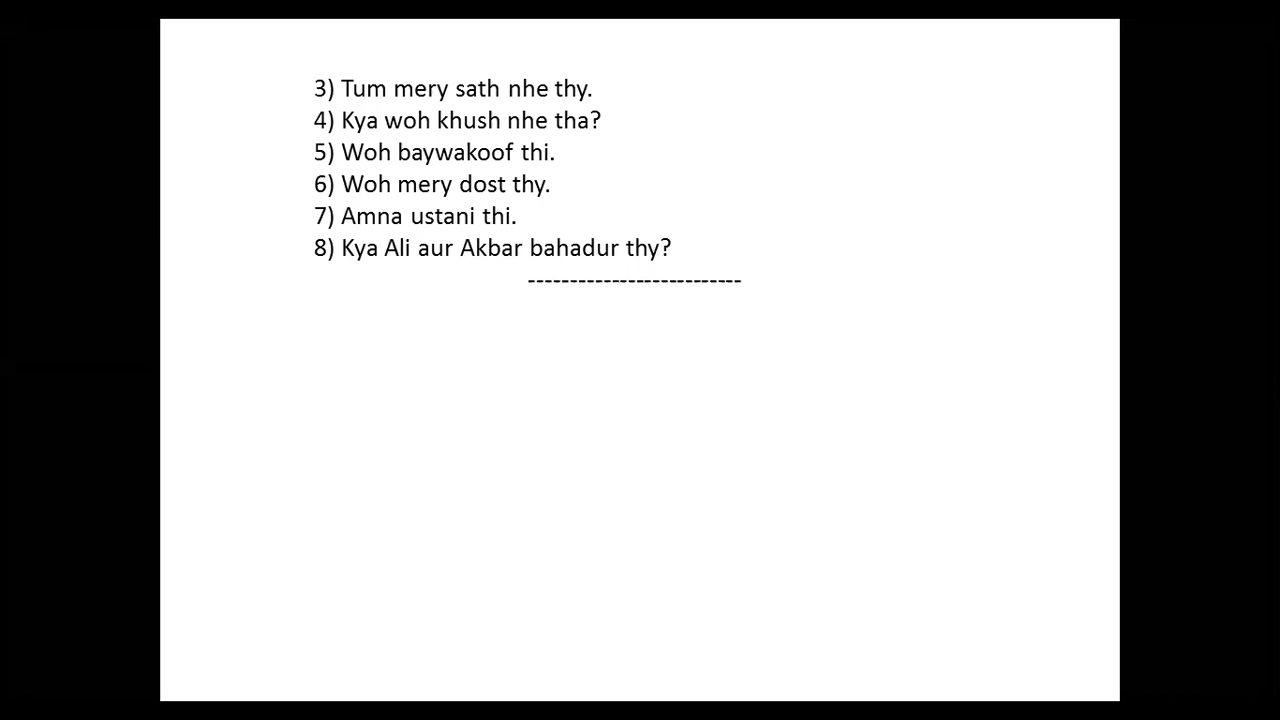 3) Tum mery sath nhe thy.
4) Kya woh khush nhe tha?
5) Woh baywakoof thi.
6) Woh mery dost thy.
7) Amna ustani thi.
8) Kya Ali aur Akbar bahadur thy?
--------------------------